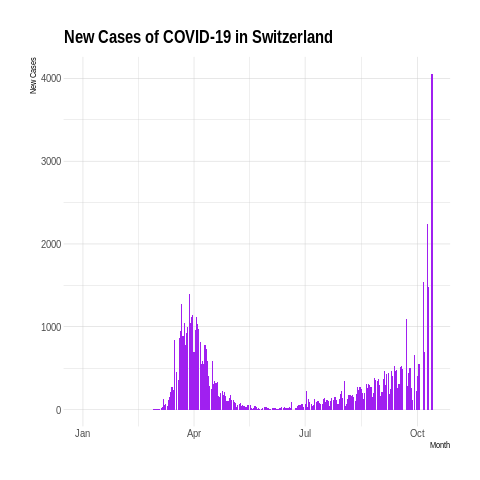 New Cases of COVID-19 in Switzerland
New Cases
4000
3000
2000
1000
0
Jan Apr Jul Oct
Month